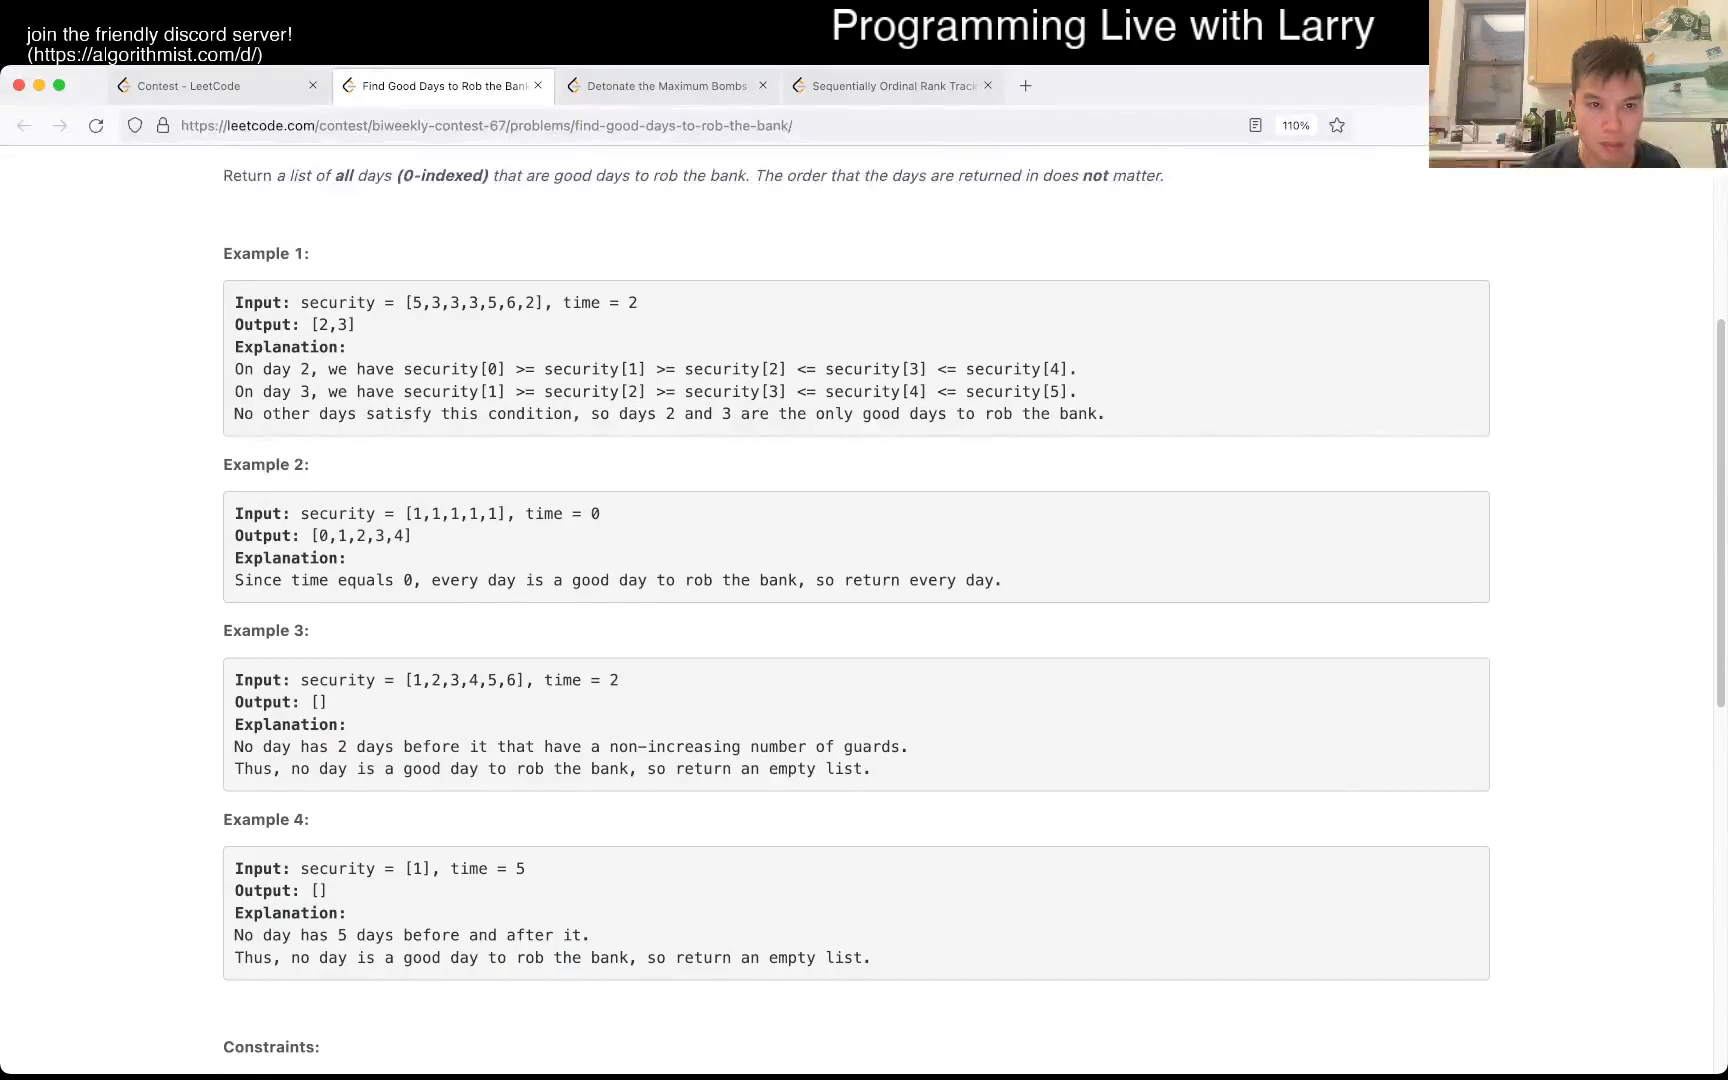 join the friendly discord server!
(https://algorithmist.com/d/)
Programming Live with Larry
Contest - LeetCode
Find Good Days to Rob the Bank
Detonate the Maximum Bombs
Sequentially Ordinal Rank Track
https://leetcode.com/contest/biweekly-contest-67/problems/find-good-days-to-rob-the-bank/
110%
Return a list of all days (0-indexed) that are good days to rob the bank. The order that the days are returned in does not matter.
Example 1:
Input: security = [5,3,3,3,5,6,2], time = 2
Output: [2,3]
Explanation:
On day 2, we have security[0] >= security[1] >= security[2] <= security[3] <= security[4].
On day 3, we have security[1] >= security[2] >= security[3] <= security[4] <= security[5].
No other days satisfy this condition, so days 2 and 3 are the only good days to rob the bank.
Example 2:
Input: security = [1,1,1,1,1], time = 0
Output: [0,1,2,3,4]
Explanation:
Since time equals 0, every day is a good day to rob the bank, so return every day.
Example 3:
Input: security = [1,2,3,4,5,6], time = 2
Output: []
Explanation:
No day has 2 days before it that have a non-increasing number of guards.
Thus, no day is a good day to rob the bank, so return an empty list.
Example 4:
Input: security = [1], time = 5
Output: []
Explanation:
No day has 5 days before and after it.
Thus, no day is a good day to rob the bank, so return an empty list.
Constraints: